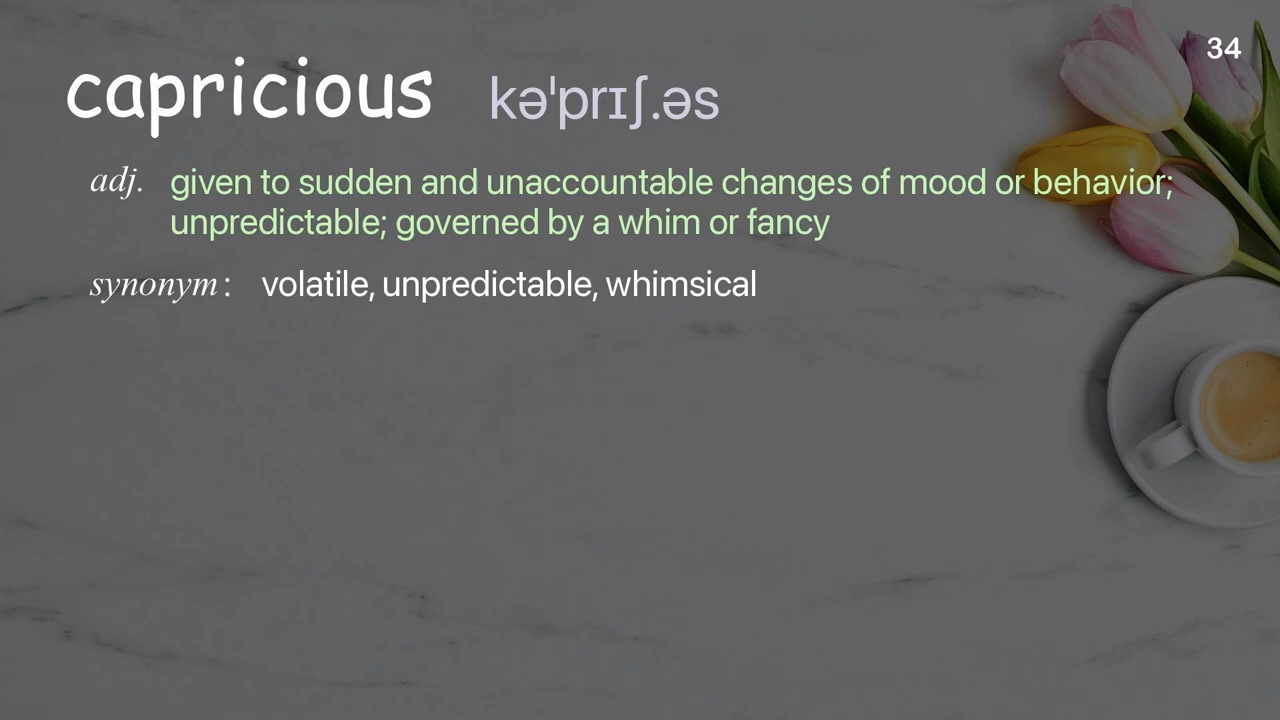 34
capricious kəˈprɪʃ.əs
adj. given to sudden and unaccountable changes of mood or behavior;
unpredictable; governed by a whim or fancy
synonym : volatile, unpredictable, whimsical